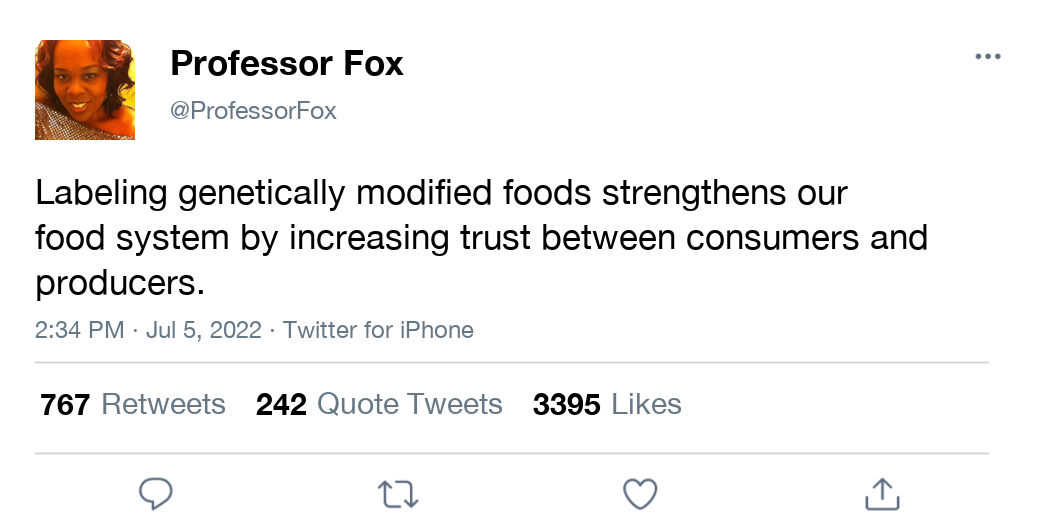 Professor Fox
@ProfessorFox
Labeling genetically modified foods strengthens our
food system by increasing trust between consumers and
producers.
2:34 PM · Jul 5, 2022 · Twitter for iPhone
767 Retweets 242 Quote Tweets 3395 Likes